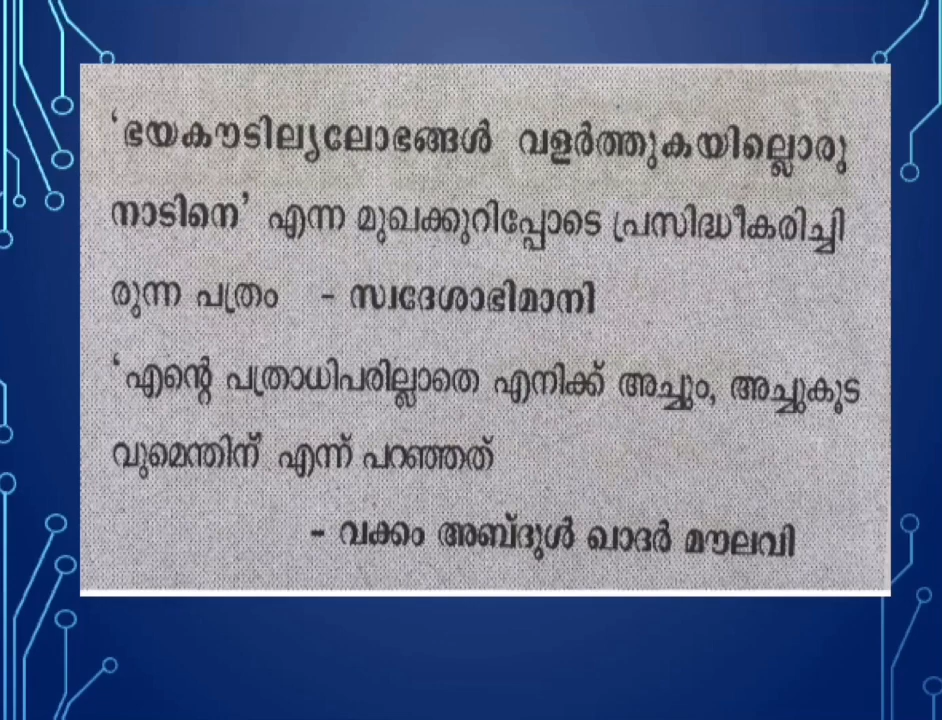 ‘ഭയകൗടില്യലോഭങ്ങൾ വളർത്തുകയില്ലൊരു
നാടിനെ’ എന്ന മുഖക്കുറിപ്പോടെ പ്രസിദ്ധീകരിച്ചി
രുന്ന പത്രം - സ്വദേശാഭിമാനി
‘എന്റെ പത്രാധിപരില്ലാതെ എനിക്ക് അച്ചും, അച്ചുകൂട
വുമെന്തിന്’ എന്ന് പറഞ്ഞത്
- വക്കം അബ്ദുൾ ഖാദർ മൗലവി